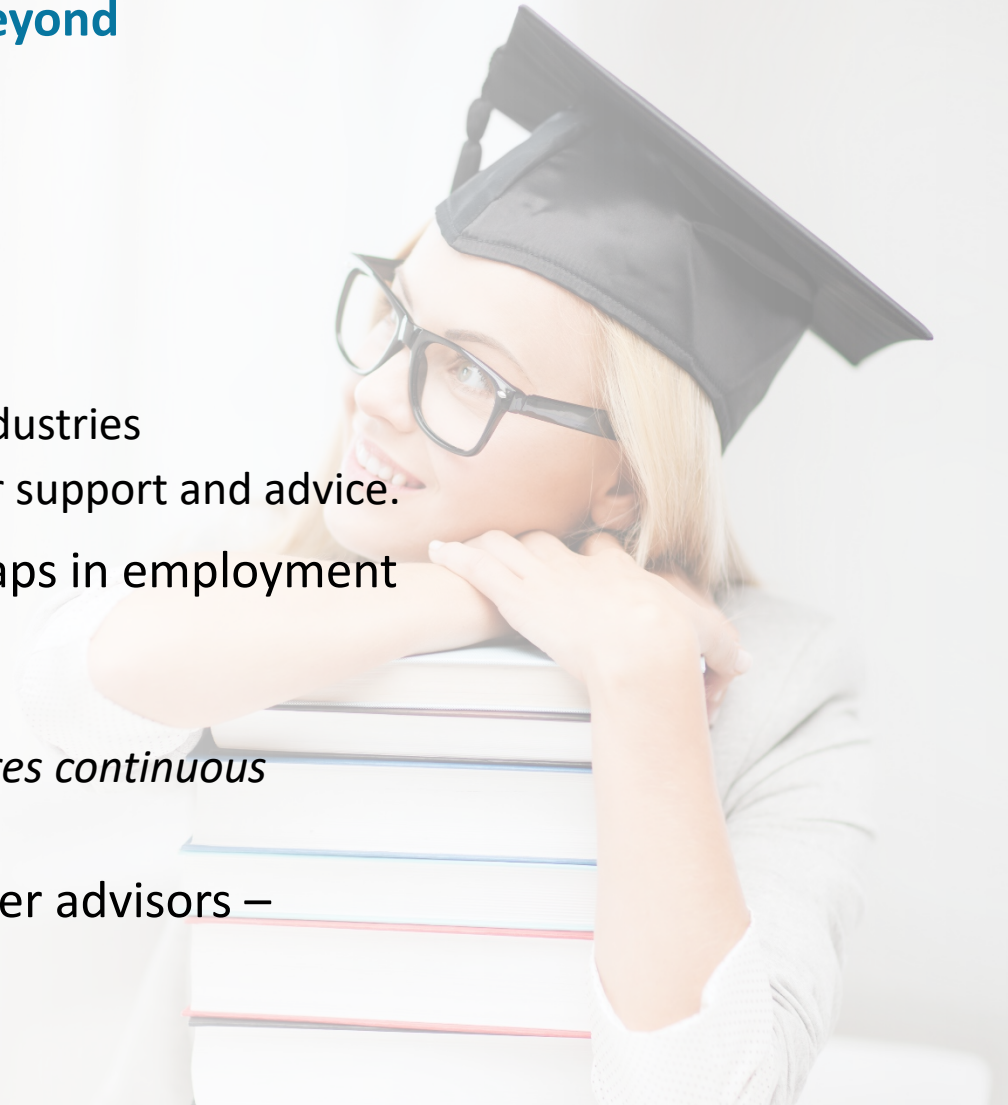 eyond
dustries
r support and advice.
aps in employment
res continuous
er advisors –